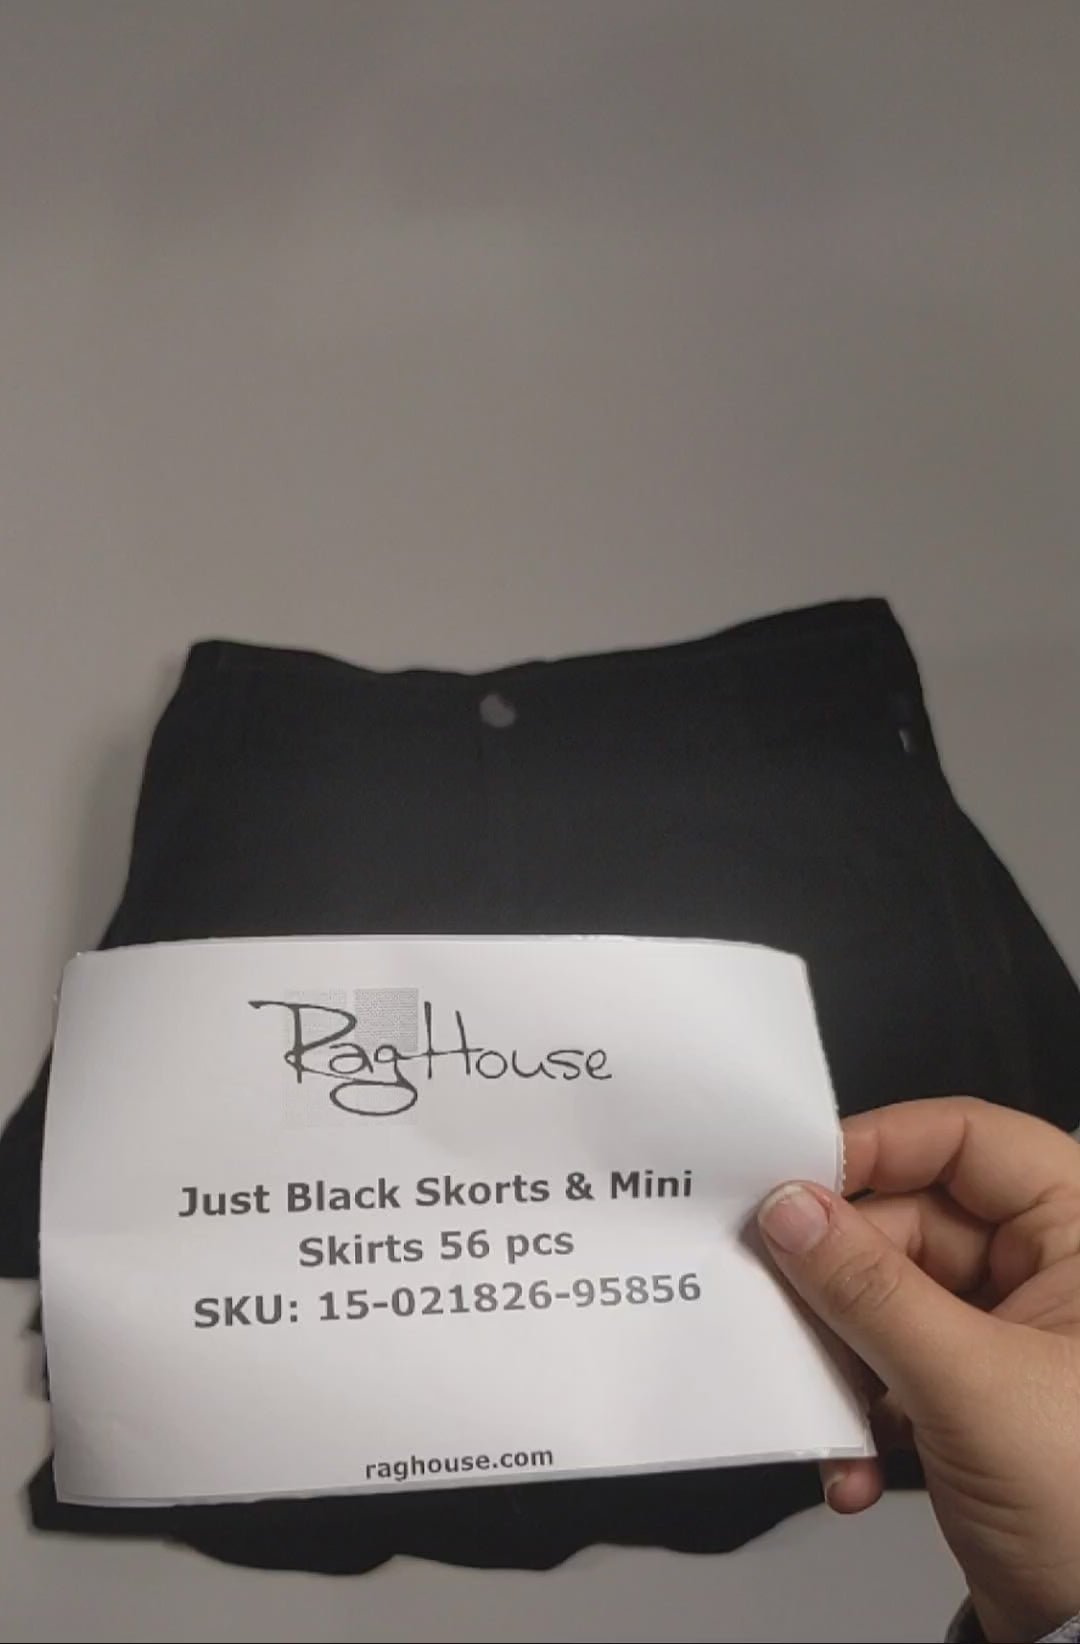 RagHouse
Just Black Skorts & Mini
Skirts 56 pcs
SKU: 15-021826-95856
raghouse.com